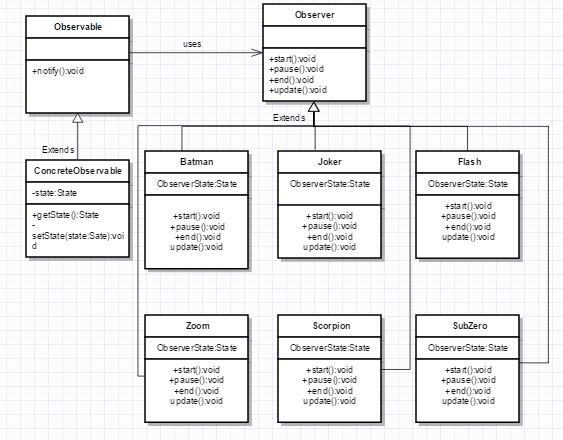 Observable
+notify():void
uses
Observer
+start():void
+pause():void
+end():void
+update():void
Extends
Extends
ConcreteObservable
-state:State
+getState():State
-
setState(state:Sate):voi
d
Batman
ObserverState:State
+start():void
+pause():void
+end():void
update():void
Joker
ObserverState:State
+start():void
+pause():void
+end():void
update():void
Flash
ObserverState:State
+start():void
+pause():void
+end():void
update():void
Zoom
ObserverState:State
+start():void
+pause():void
+end():void
update():void
Scorpion
ObserverState:State
+start():void
+pause():void
+end():void
update():void
SubZero
ObserverState:State
+start():void
+pause():void
+end():void
update():void